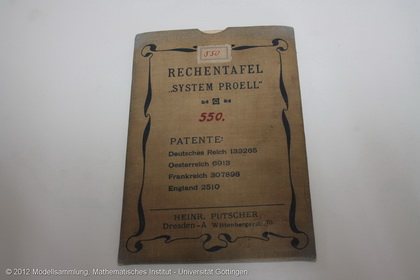 550
RECHENTAFEL
„SYSTEM PROELL"
550.
PATENTE:
Deutsches Reich 132265
Oesterreich 6913
Frankreich 307898
England 2510
HEINR. PUTSCHER
Dresden-A.
© 2012 Modellsammlung, Mathematisches Institut - Universität Göttingen